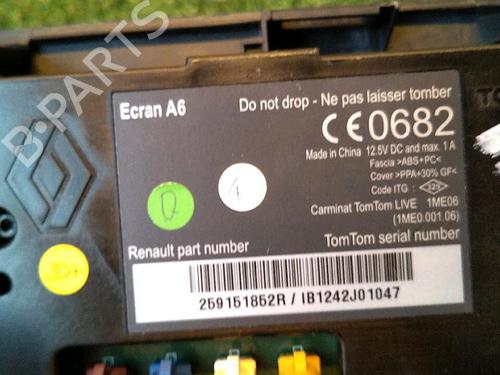 B-PARTS
Ecran A6
Do not drop - Ne pas laisser tomber
CE 0682
Made in China 12.5V DC and max. 1 A
Fascia >ABS+PC<
Cover >PPA+30% GF<
Code ITG :
Carminat TomTom LIVE 1ME06
(1ME0.001.06)
Renault part number
TomTom serial number
259151852R / IB1242J01047